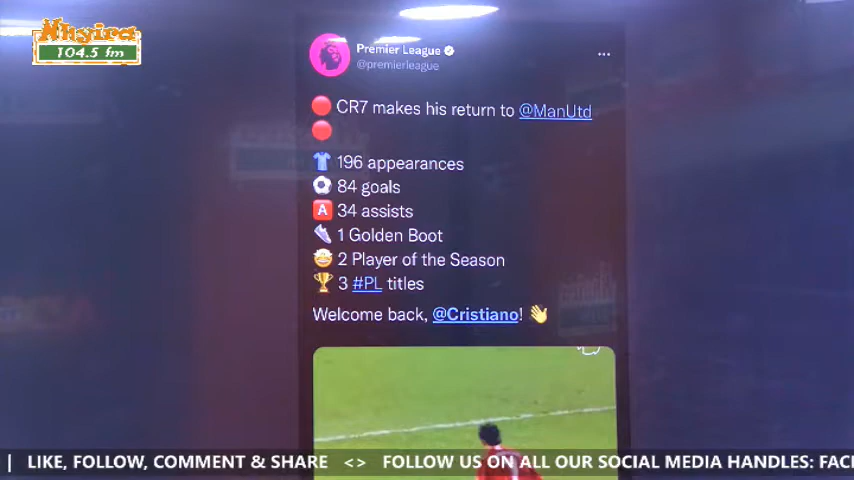 Nhyira
104.5 fm
Premier League
@premierleague
CR7 makes his return to @ManUtd
196 appearances
84 goals
A 34 assists
1 Golden Boot
2 Player of the Season
3 #PL titles
Welcome back, @Cristiano!
| LIKE, FOLLOW, COMMENT & SHARE <> FOLLOW US ON ALL OUR SOCIAL MEDIA HANDLES: FACE